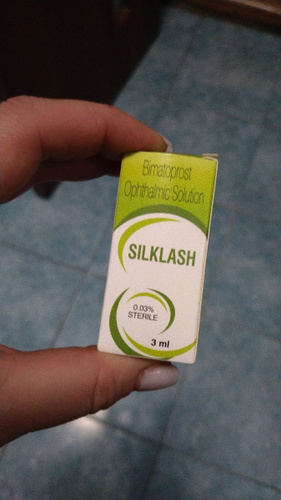 Bimatoprost
Ophthalmic Solution
SILKLASH
0.03%
STERILE
3 ml